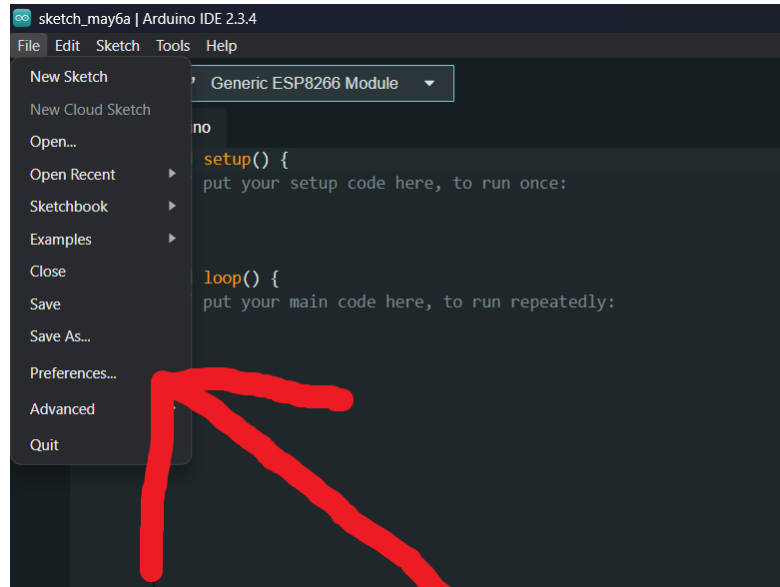 sketch_may6a | Arduino IDE 2.3.4
File Edit Sketch Tools Help
New Sketch
New Cloud Sketch
Open...
Open Recent
Sketchbook
Examples
Close
Save
Save As...
Preferences...
Advanced
Quit
Generic ESP8266 Module
no
setup() {
put your setup code here, to run once:
loop() {
put your main code here, to run repeatedly: